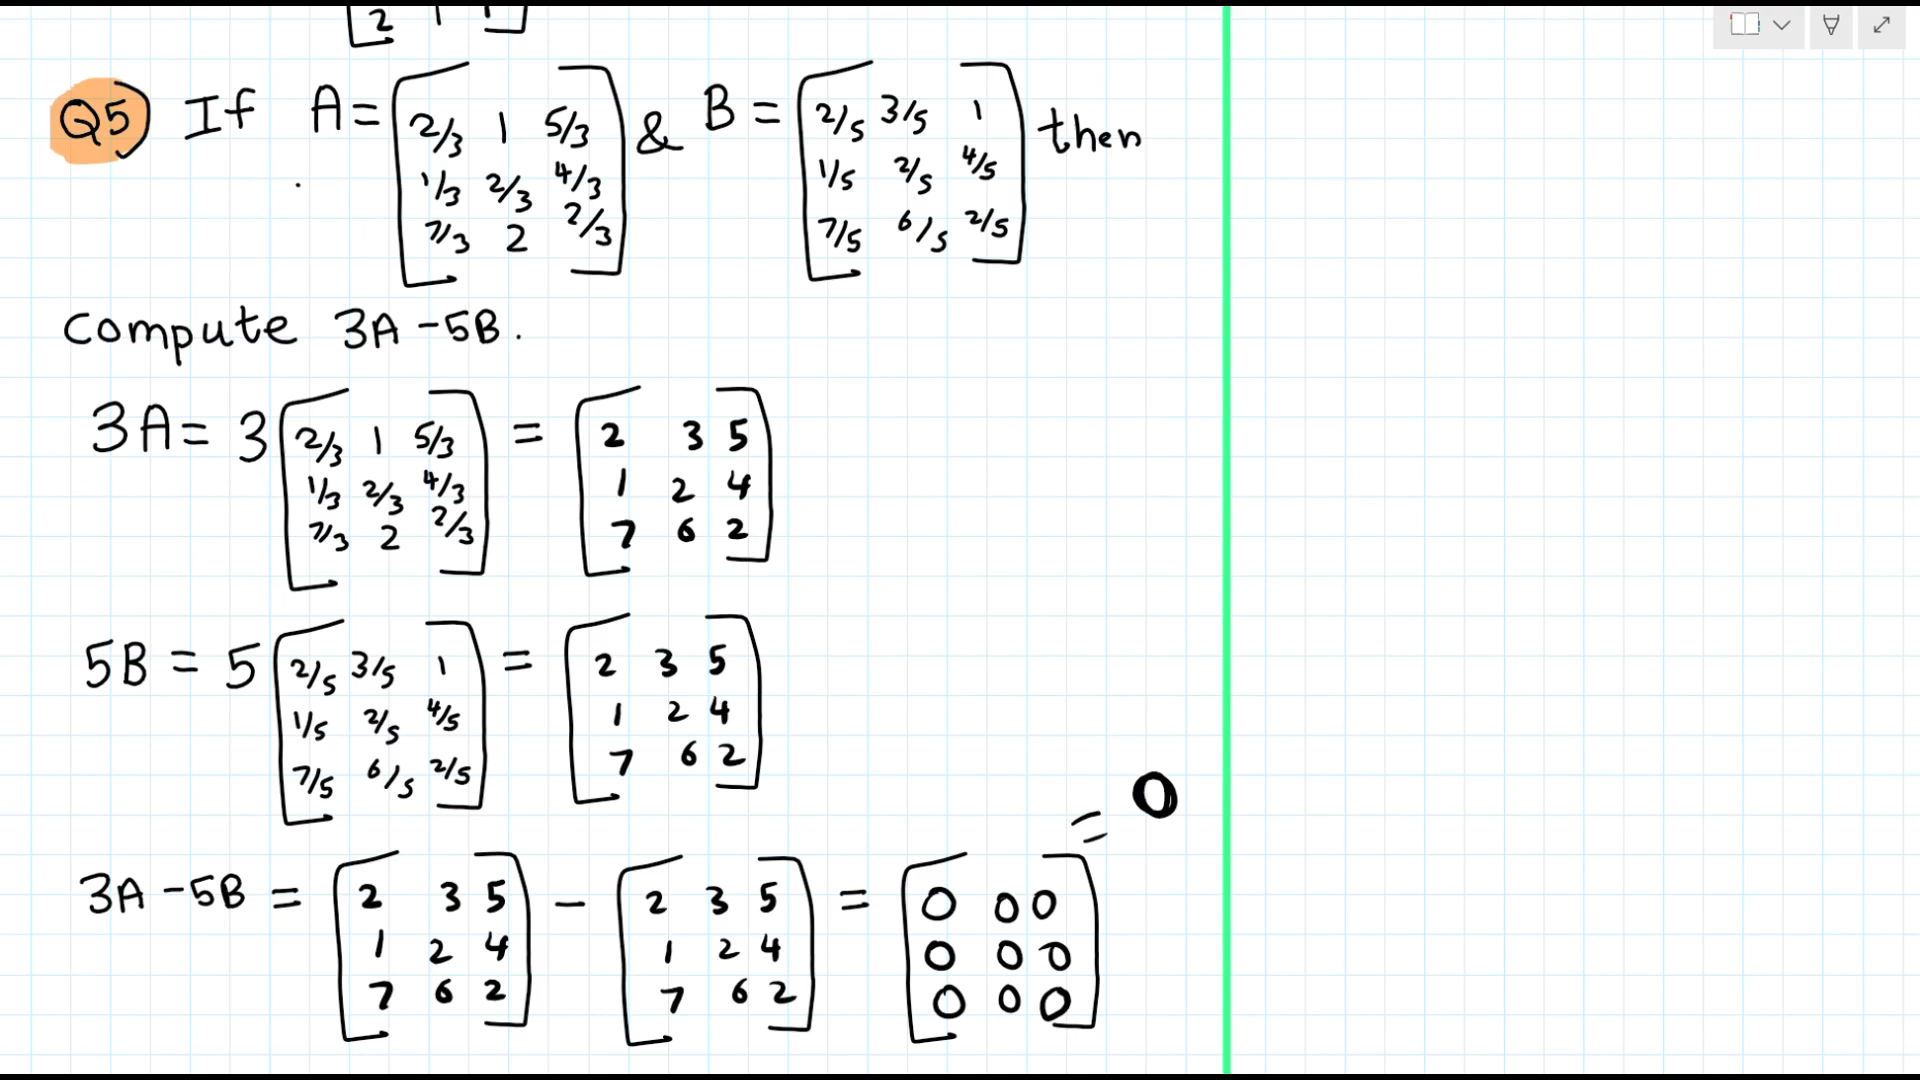 2 1 1
Q5) If A = [ 2/3 1 5/3 & B = [ 2/5 3/5 1 ] then
1/3 2/3 4/3 1/5 2/5 4/5
7/3 2 2/3 ] 7/5 6/5 2/5 ]
Compute 3A - 5B.
3A = 3 [ 2/3 1 5/3 ] = [ 2 3 5 ]
1/3 2/3 4/3 1 2 4
7/3 2 2/3 7 6 2
5B = 5 [ 2/5 3/5 1 ] = [ 2 3 5 ]
1/5 2/5 4/5 1 2 4
7/5 6/5 2/5 7 6 2
= 0
3A - 5B = [ 2 3 5 ] - [ 2 3 5 ] = [ 0 0 0 ]
1 2 4 1 2 4 0 0 0
7 6 2 7 6 2 0 0 0